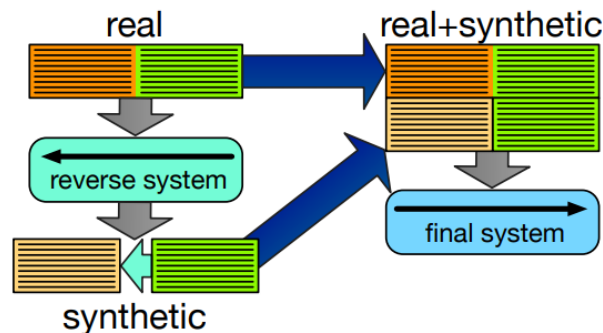 real
real+synthetic
reverse system
final system
synthetic